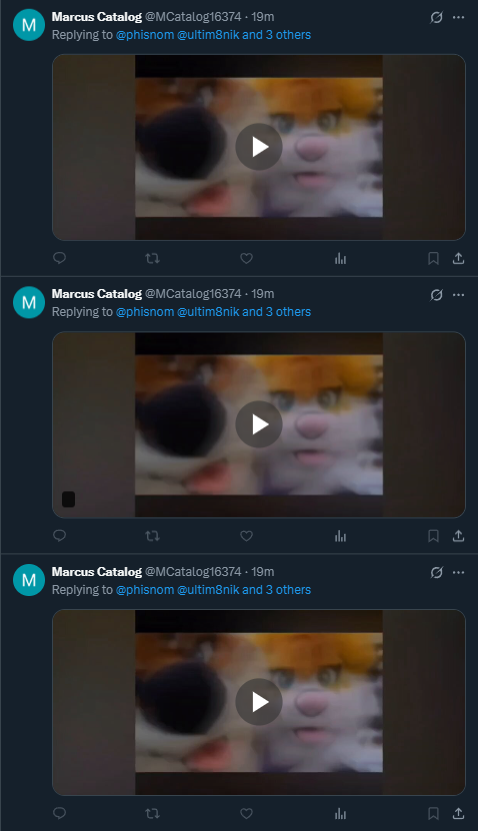 M
Marcus Catalog @MCatalog16374 · 19m
Replying to @phisnom @ultim8nik and 3 others
M
Marcus Catalog @MCatalog16374 · 19m
Replying to @phisnom @ultim8nik and 3 others
M
Marcus Catalog @MCatalog16374 · 19m
Replying to @phisnom @ultim8nik and 3 others